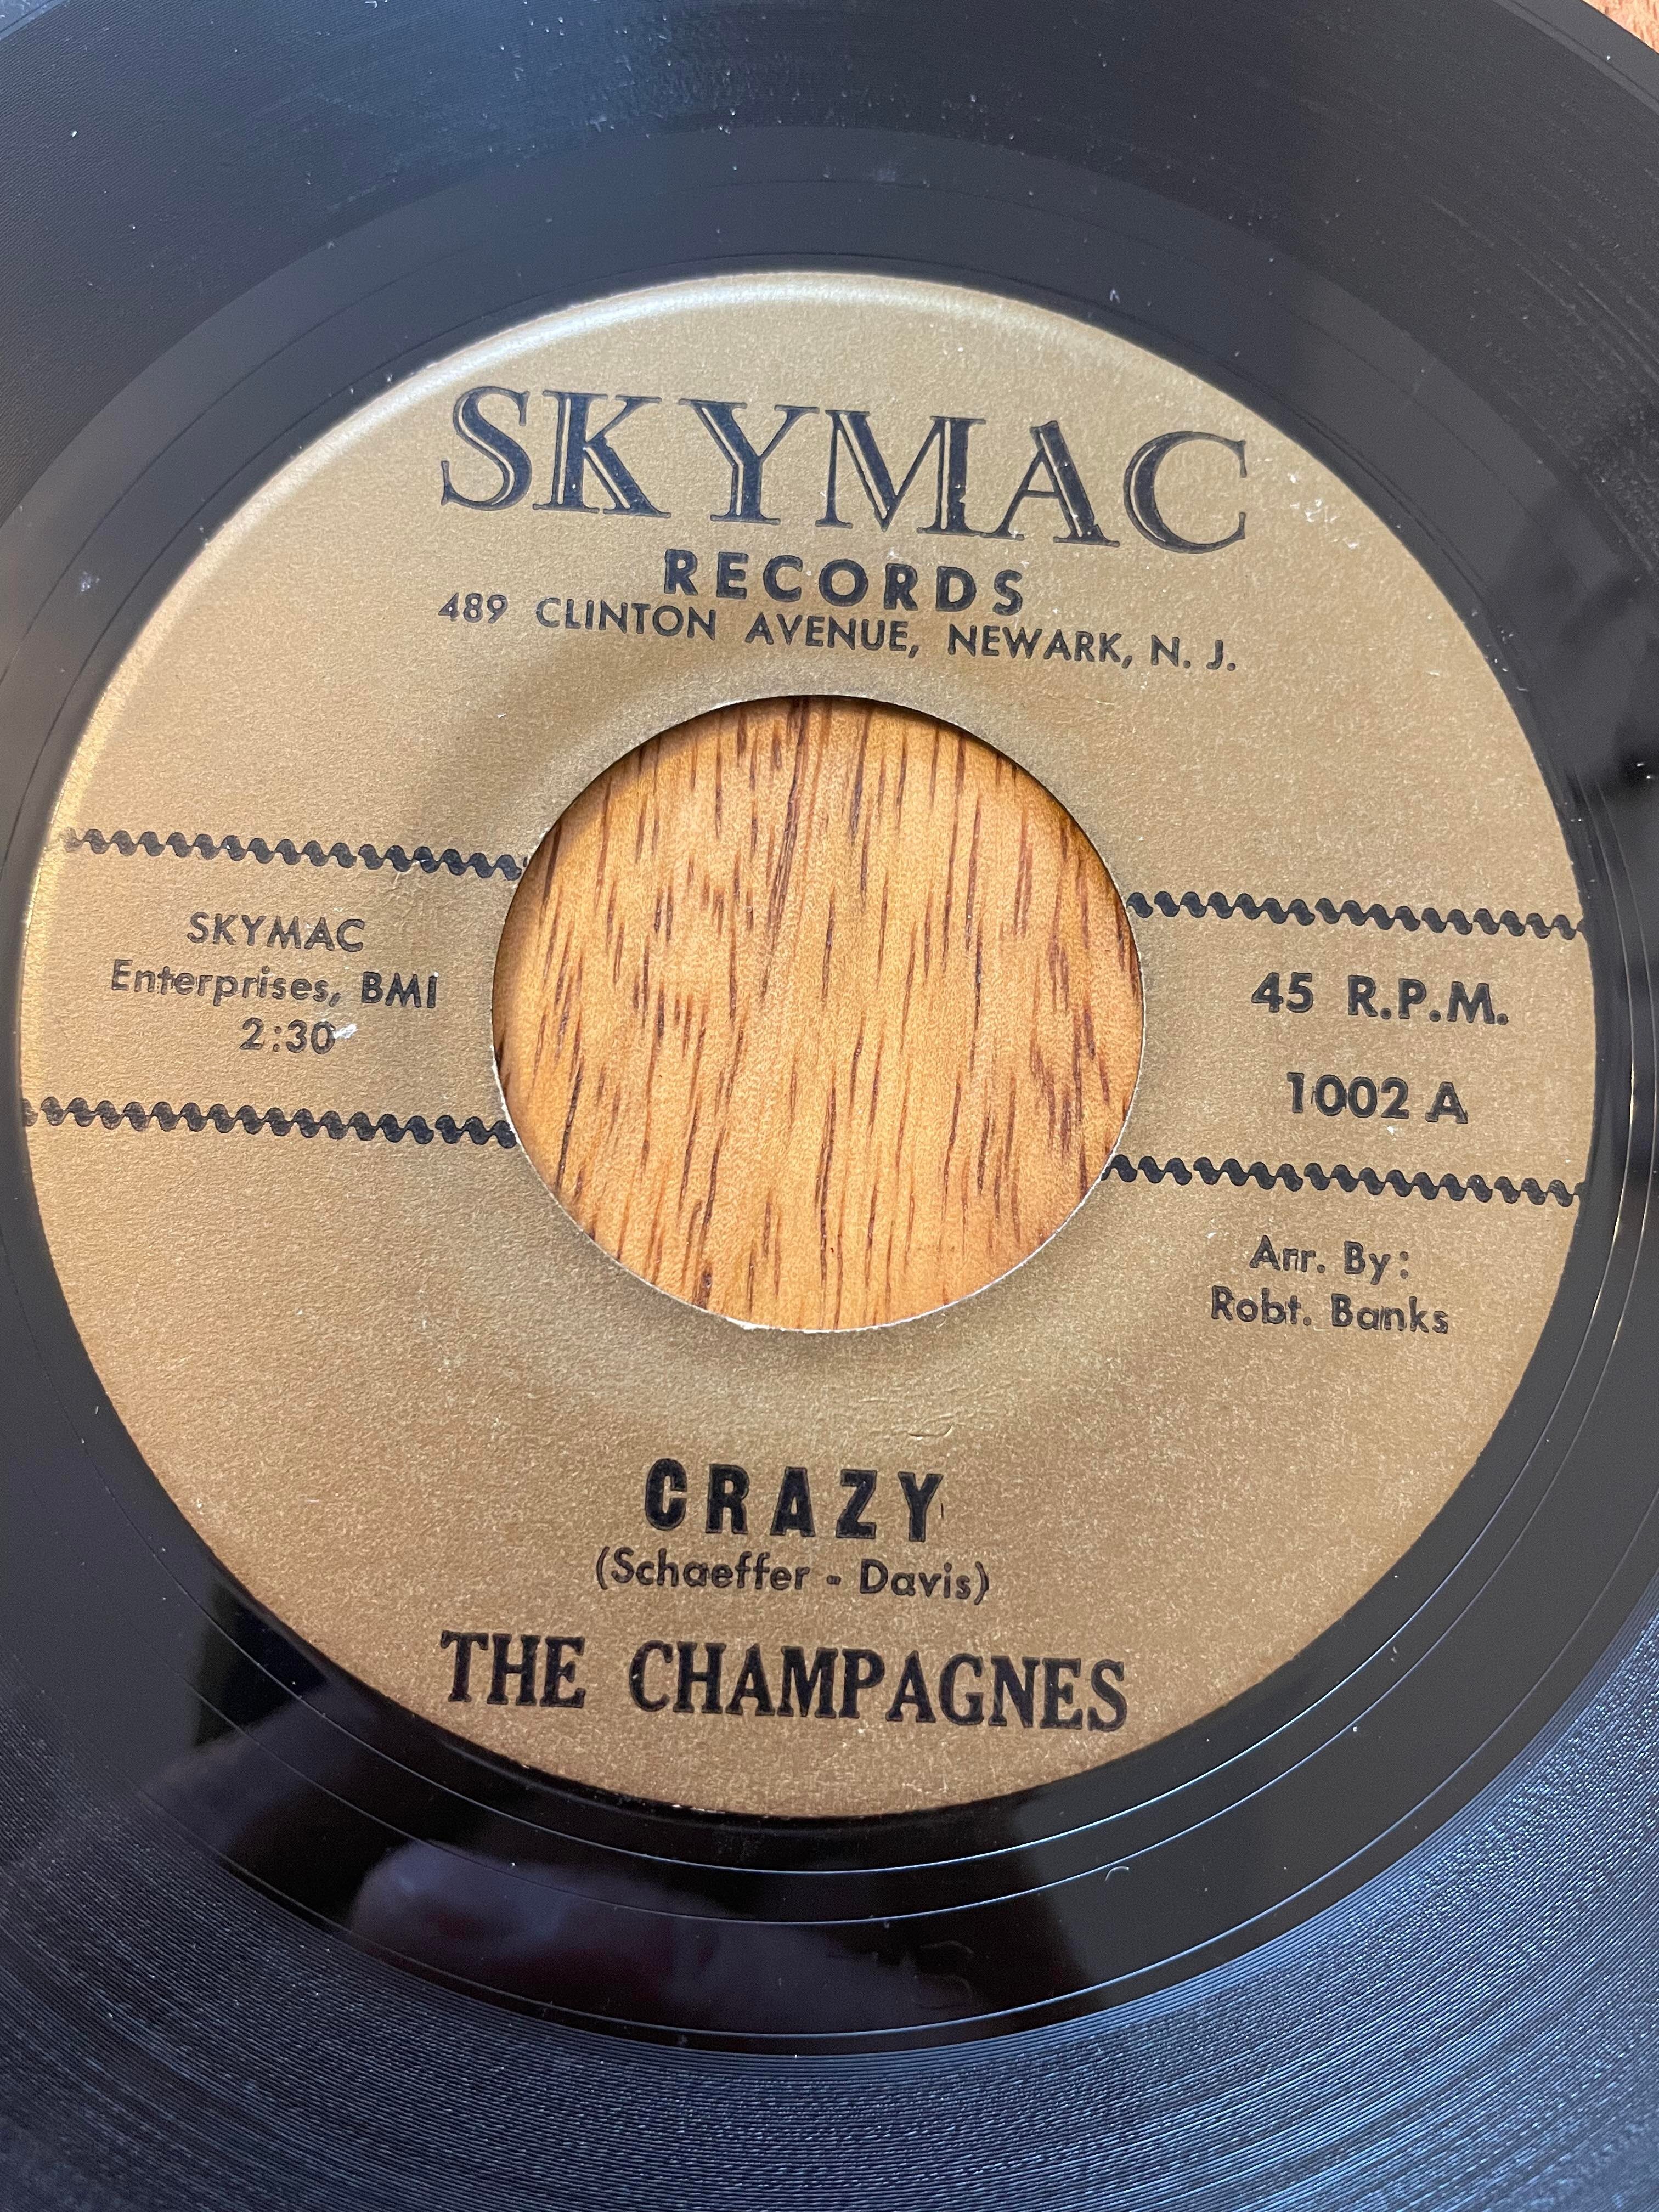 SKYMAC
RECORDS
489 CLINTON AVENUE, NEWARK, N. J.
SKYMAC
Enterprises, BMI
2:30
45 R.P.M.
1002 A
Arr. By:
Robt. Banks
CRAZY
(Schaeffer - Davis)
THE CHAMPAGNES